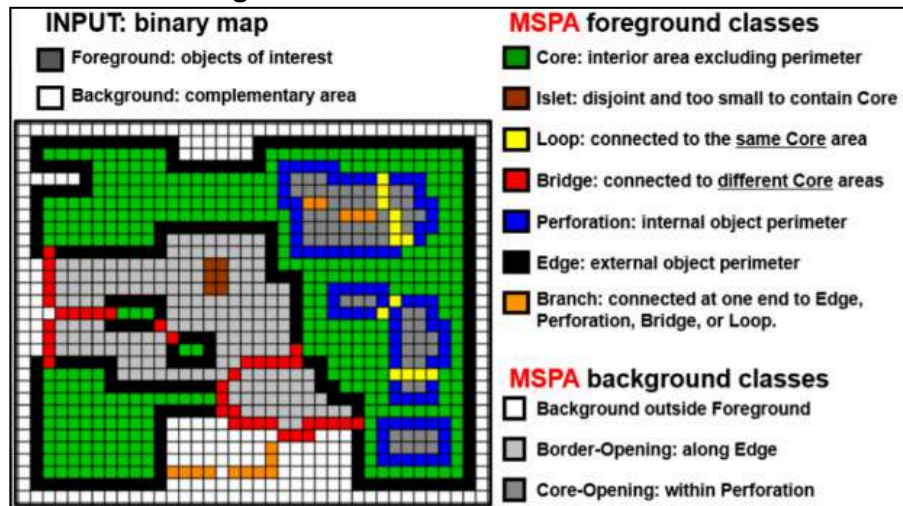 INPUT: binary map
Foreground: objects of interest
Background: complementary area
MSPA foreground classes
Core: interior area excluding perimeter
Islet: disjoint and too small to contain Core
Loop: connected to the same Core area
Bridge: connected to different Core areas
Perforation: internal object perimeter
Edge: external object perimeter
Branch: connected at one end to Edge,
Perforation, Bridge, or Loop.
MSPA background classes
Background outside Foreground
Border-Opening: along Edge
Core-Opening: within Perforation